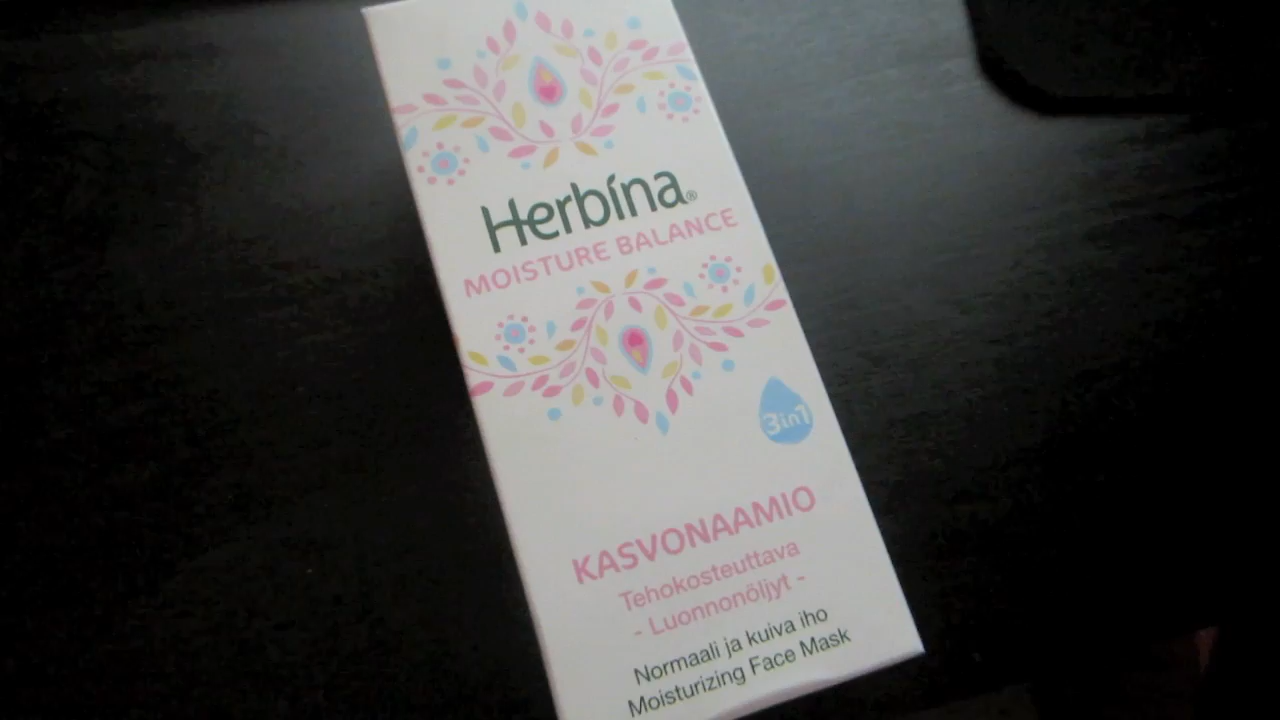 Herbína®
MOISTURE BALANCE
3in1
KASVONAAMIO
Tehokosteuttava
- Luonnonöljyt -
Normaali ja kuiva iho
Moisturizing Face Mask